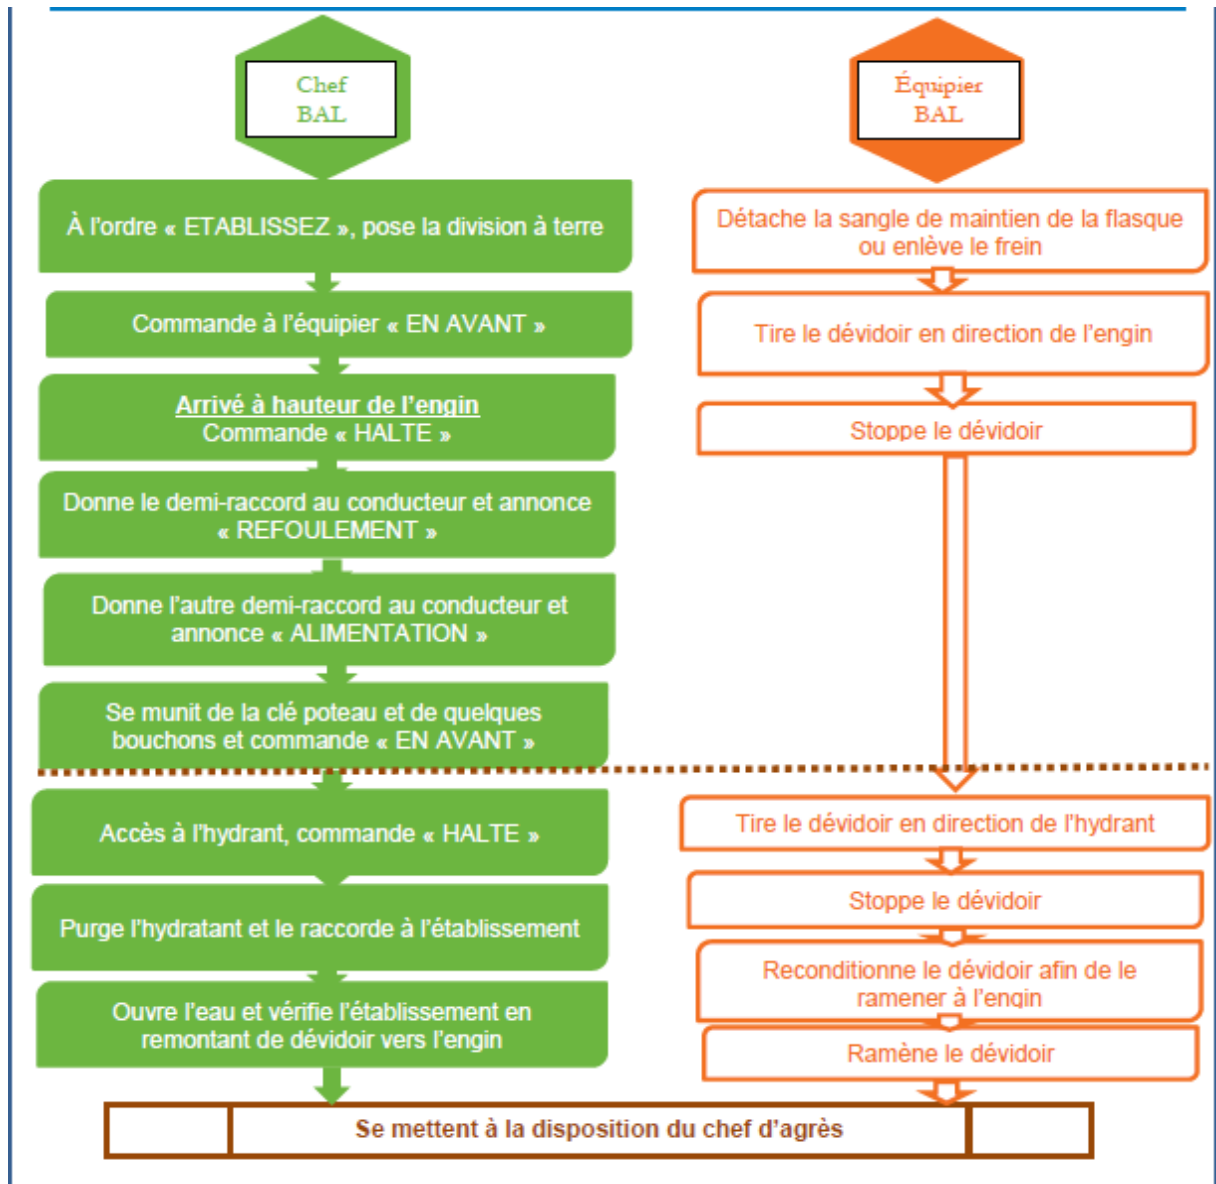 Chef
BAL
À l'ordre « ETABLISSEZ », pose la division à terre
Commande à l'équipier « EN AVANT »
Arrivé à hauteur de l'engin
Commande « HALTE »
Donne le demi-raccord au conducteur et annonce
« REFOULEMENT »
Donne l'autre demi-raccord au conducteur et
annonce « ALIMENTATION »
Se munit de la clé poteau et de quelques
bouchons et commande « EN AVANT »
Accès à l'hydrant, commande « HALTE »
Purge l'hydratant et le raccorde à l'établissement
Ouvre l'eau et vérifie l'établissement en
remontant de dévidoir vers l'engin
Équipier
BAL
Détache la sangle de maintien de la flasque
ou enlève le frein
Tire le dévidoir en direction de l'engin
Stoppe le dévidoir
Tire le dévidoir en direction de l'hydrant
Stoppe le dévidoir
Reconditionne le dévidoir afin de le
ramener à l'engin
Ramène le dévidoir
Se mettent à la disposition du chef d'agrès